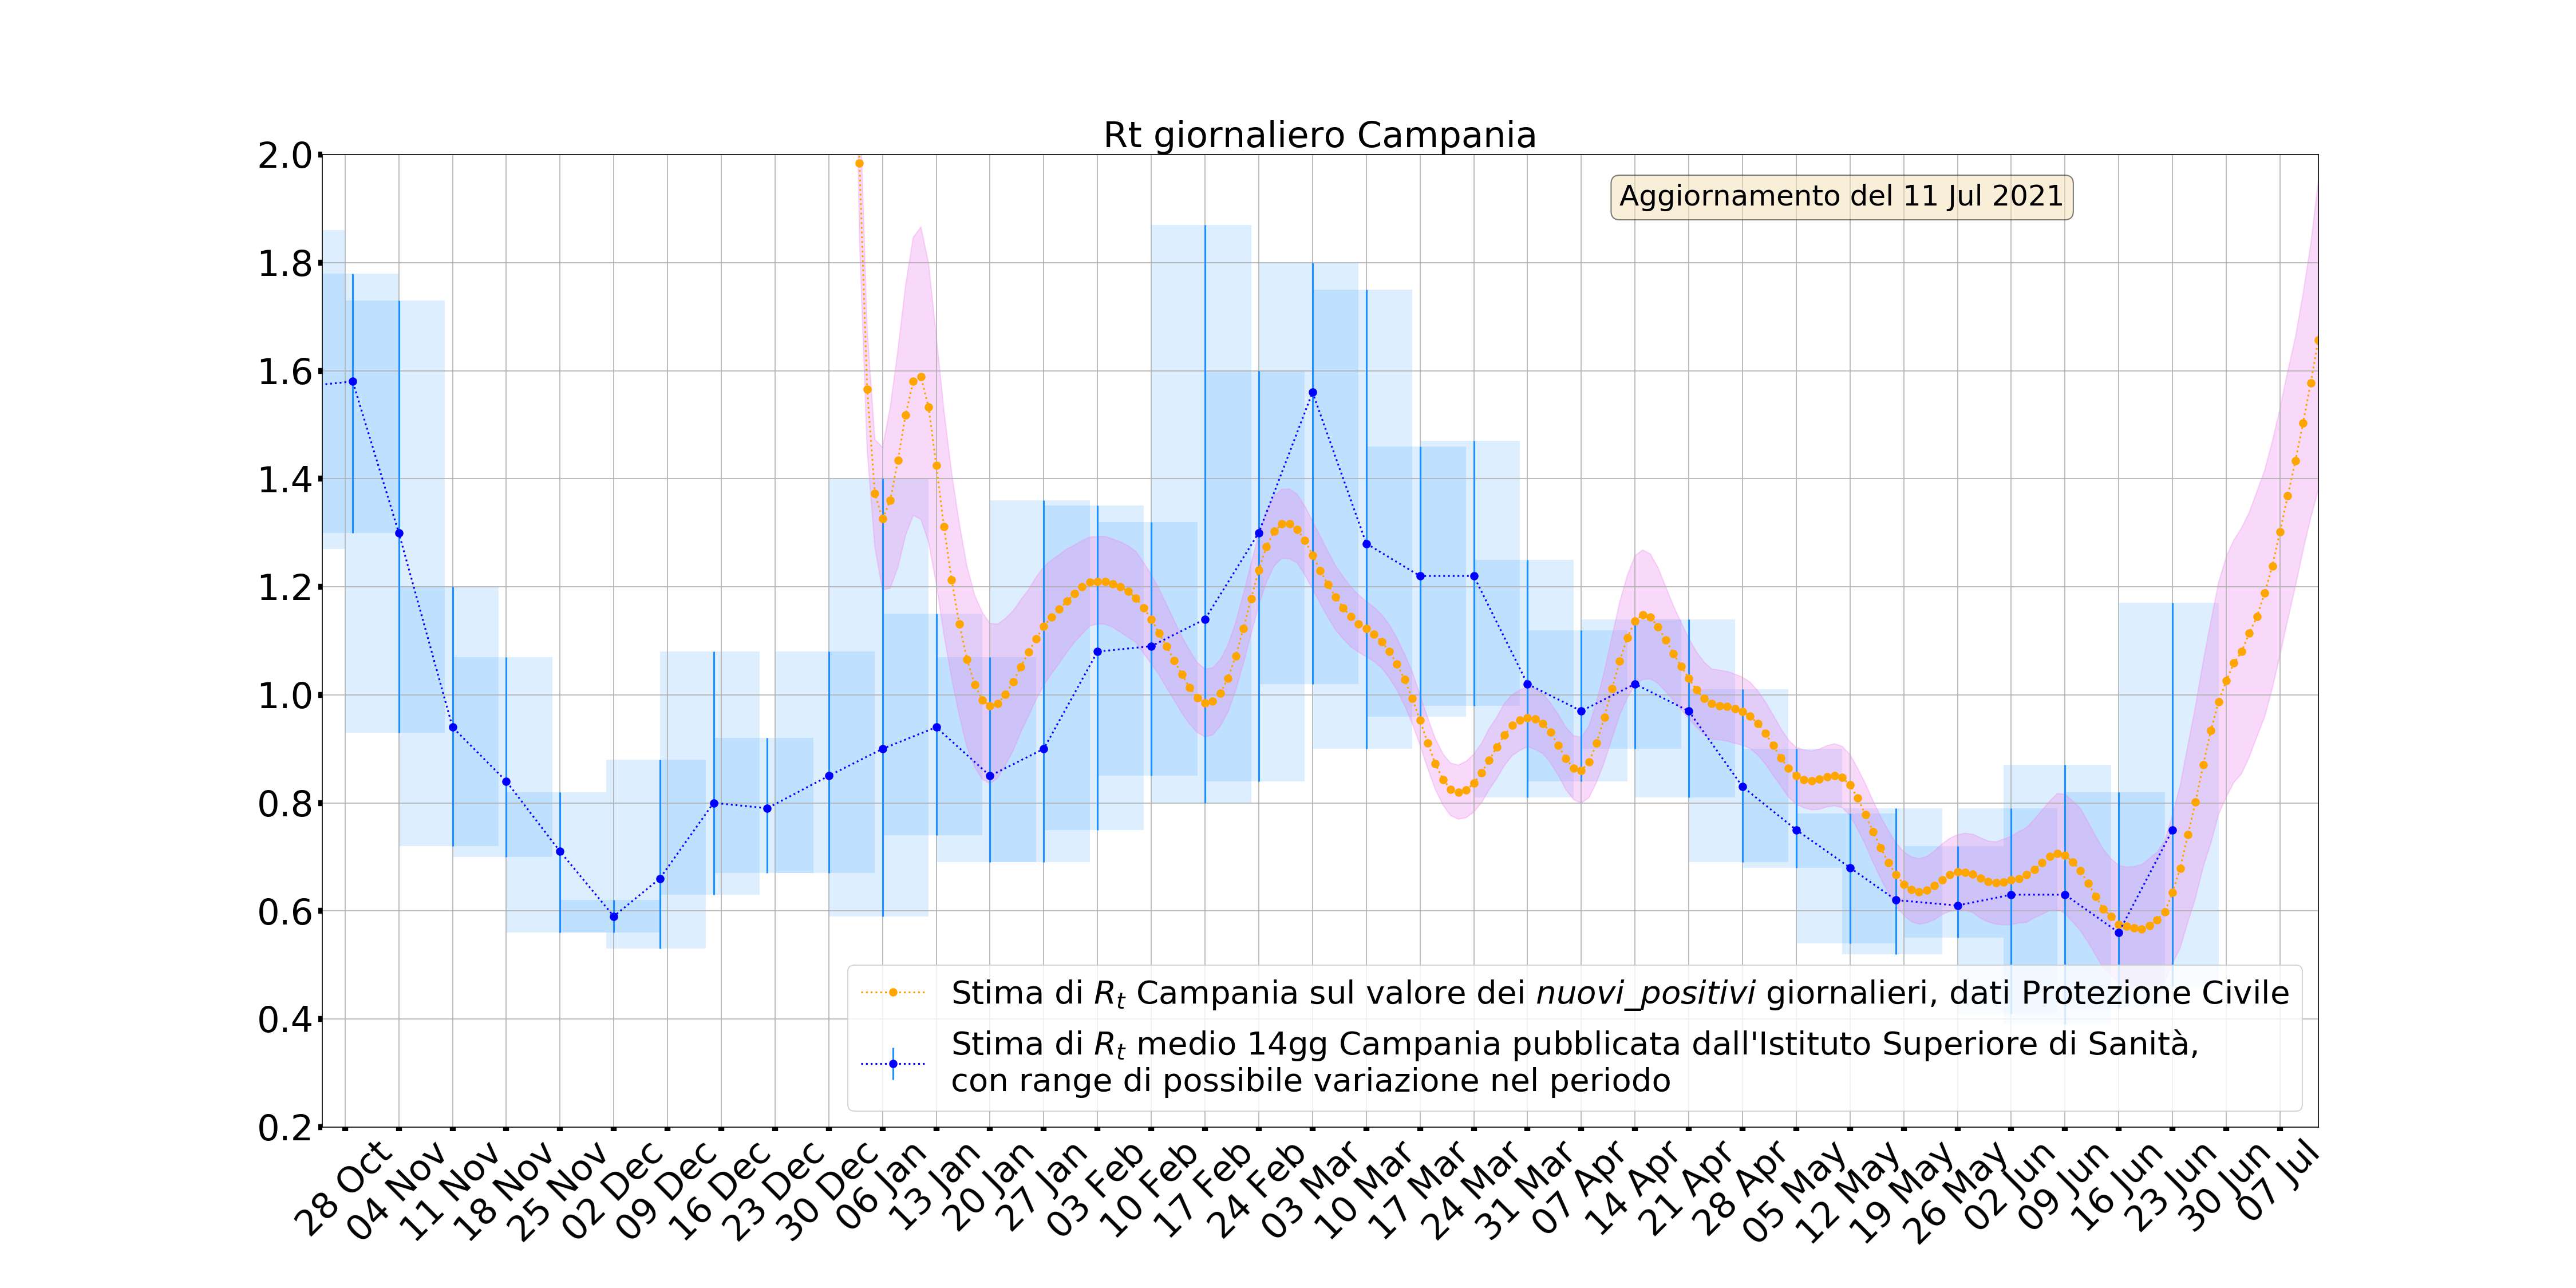 Rt giornaliero Campania
Aggiornamento del 11 Jul 2021
2.0
1.8
1.6
1.4
1.2
1.0
0.8
0.6
0.4
0.2
Stima di Rt Campania sul valore dei nuovi_positivi giornalieri, dati Protezione Civile
Stima di Rt medio 14gg Campania pubblicata dall'Istituto Superiore di Sanità,
con range di possibile variazione nel periodo
28 Oct
04 Nov
11 Nov
18 Nov
25 Nov
02 Dec
09 Dec
16 Dec
23 Dec
30 Dec
06 Jan
13 Jan
20 Jan
27 Jan
03 Feb
10 Feb
17 Feb
24 Feb
03 Mar
10 Mar
17 Mar
24 Mar
31 Mar
07 Apr
14 Apr
21 Apr
28 Apr
05 May
12 May
19 May
26 May
02 Jun
09 Jun
16 Jun
23 Jun
30 Jun
07 Jul